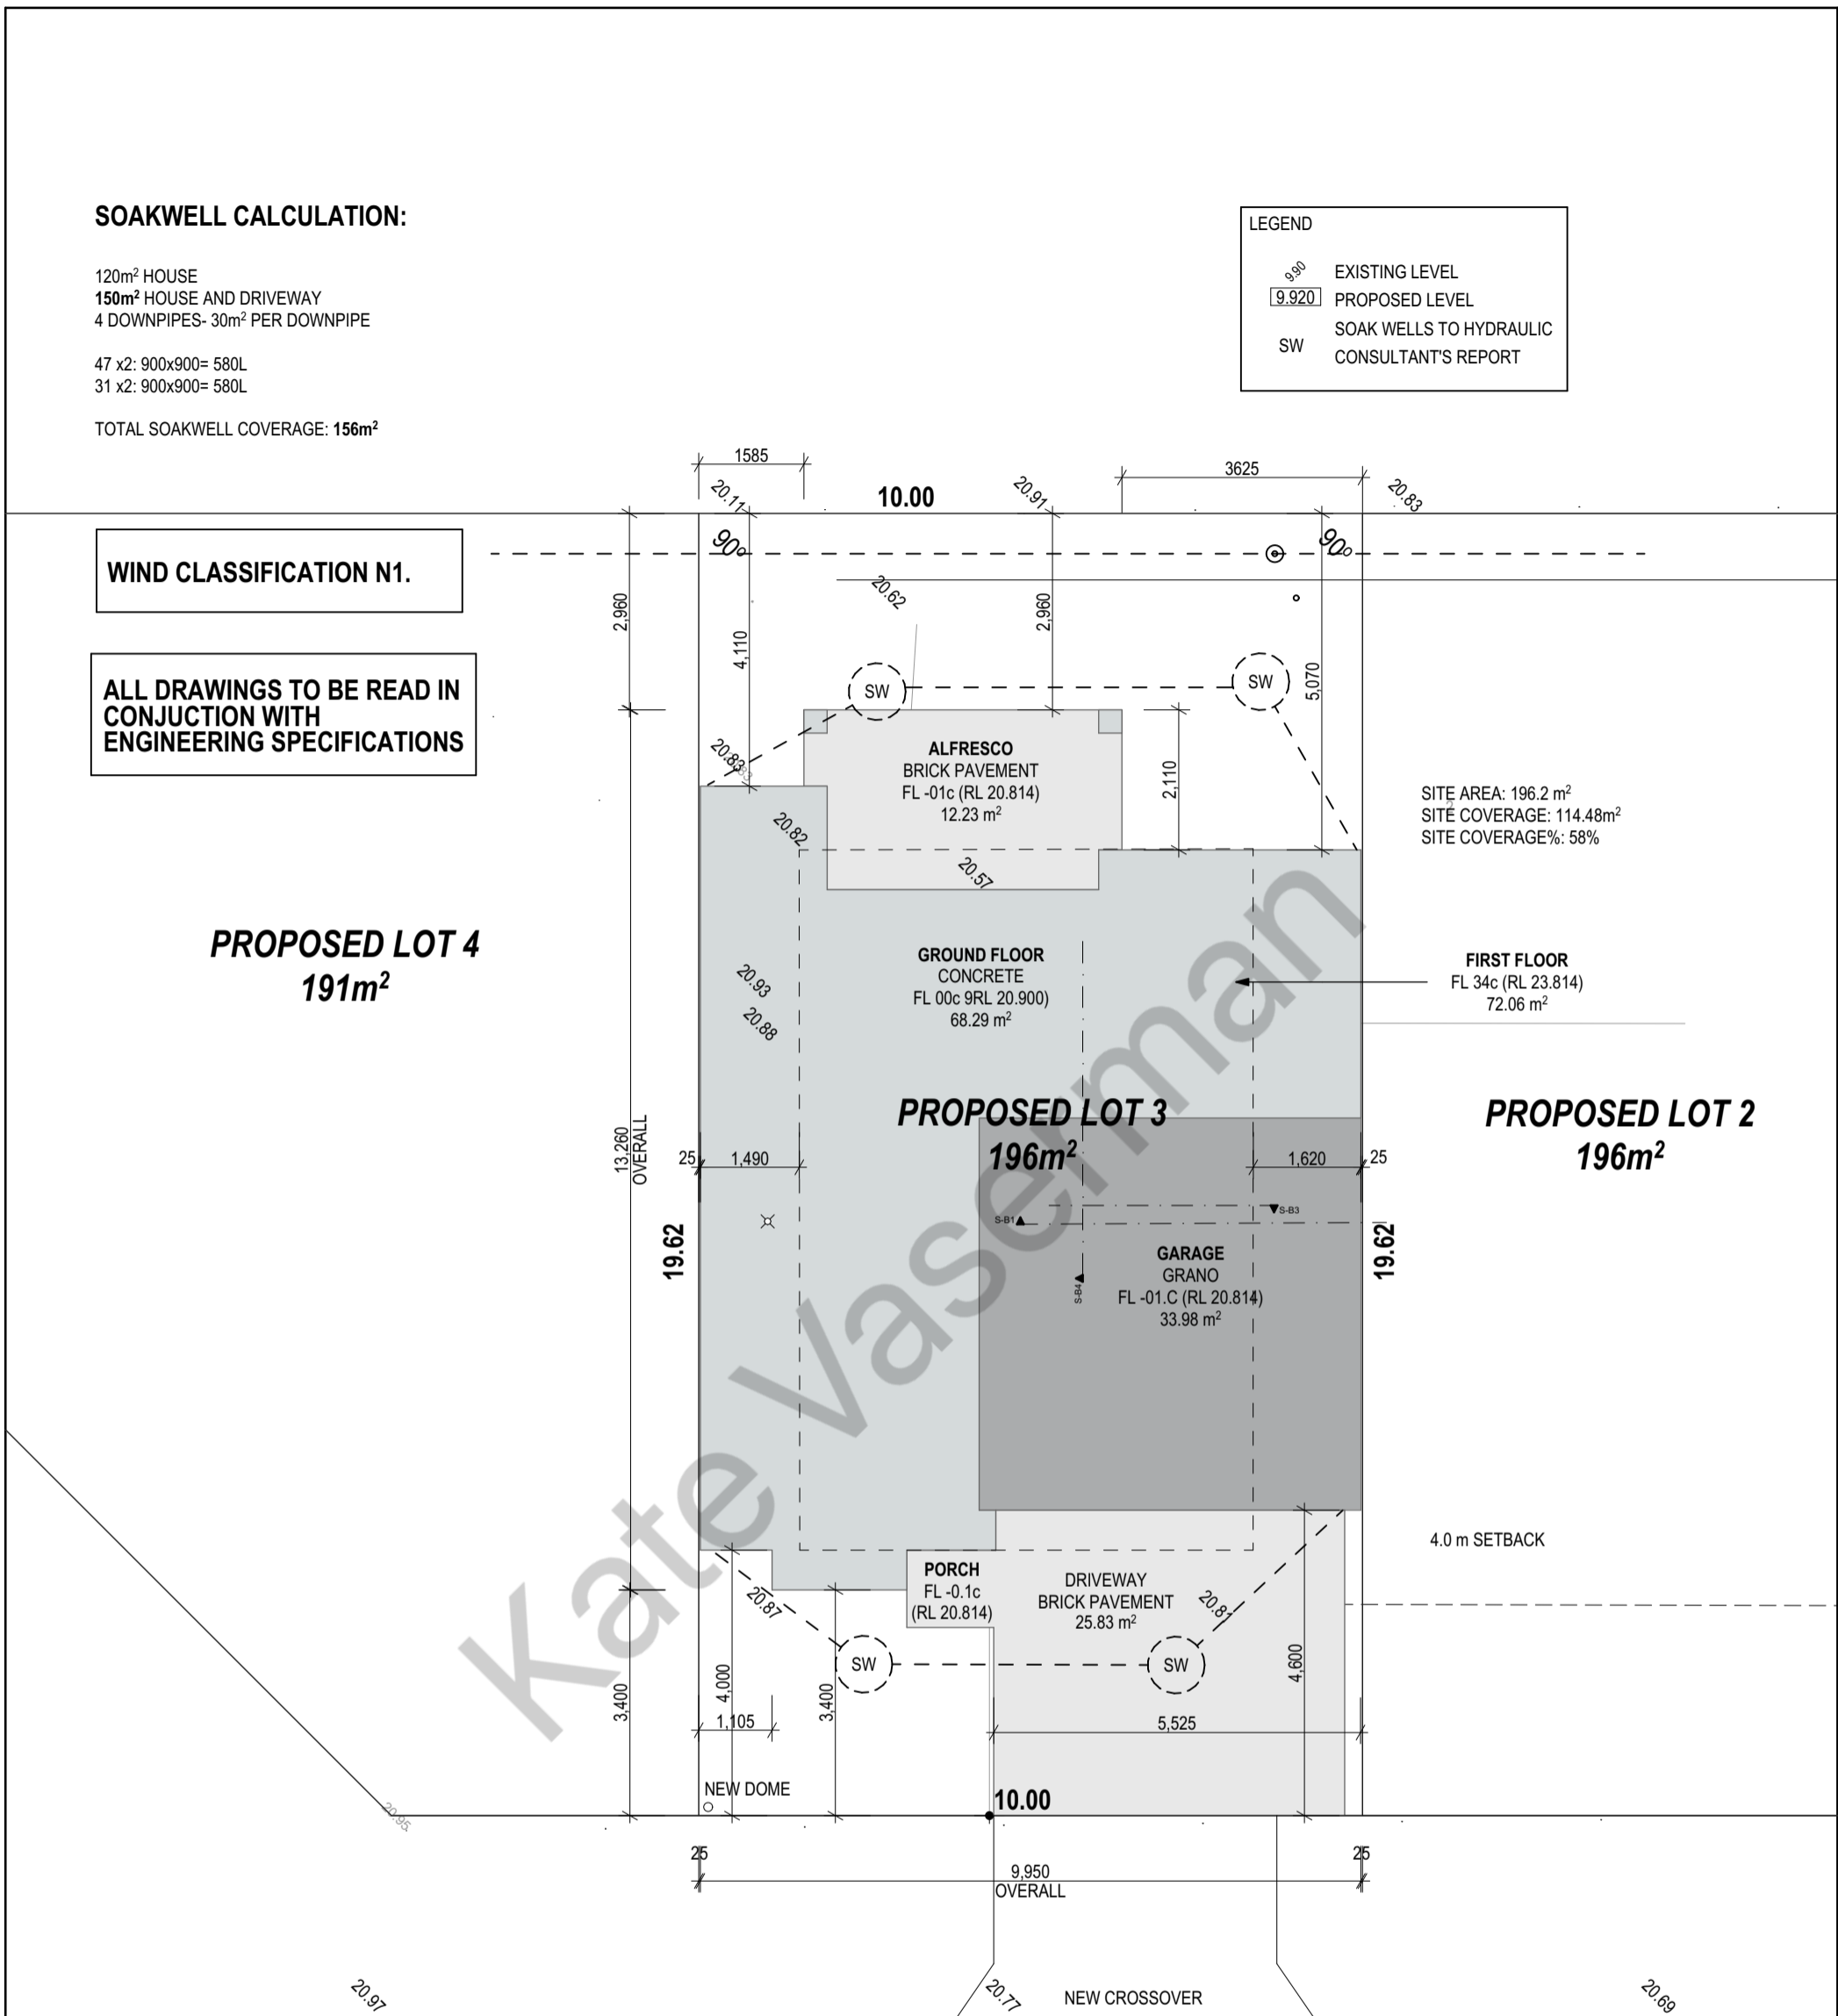 SOAKWELL CALCULATION:
120m² HOUSE
150m² HOUSE AND DRIVEWAY
4 DOWNPIPES- 30m² PER DOWNPIPE
47 x2: 900x900= 580L
31 x2: 900x900= 580L
TOTAL SOAKWELL COVERAGE: 156m²
LEGEND
9.90 EXISTING LEVEL
9.920 PROPOSED LEVEL
SW SOAK WELLS TO HYDRAULIC
CONSULTANT'S REPORT
1585
3625
20.11
10.00
20.91
20.83
WIND CLASSIFICATION N1.
90º
90º
20.62
2,960
4,110
2,960
5,070
ALL DRAWINGS TO BE READ IN
CONJUCTION WITH
ENGINEERING SPECIFICATIONS
SW
SW
20.83
ALFRESCO
BRICK PAVEMENT
FL -01c (RL 20.814)
12.23 m²
2,110
20.82
20.57
SITE AREA: 196.2 m²
SITE COVERAGE: 114.48m²
SITE COVERAGE%: 58%
PROPOSED LOT 4
191m²
20.93
20.88
GROUND FLOOR
CONCRETE
FL 00c 9RL 20.900)
68.29 m²
FIRST FLOOR
FL 34c (RL 23.814)
72.06 m²
PROPOSED LOT 3
196m²
PROPOSED LOT 2
196m²
13,260
OVERALL
25
1,490
1,620
25
19.62
19.62
S-B1
S-B3
S-B4
GARAGE
GRANO
FL -01.C (RL 20.814)
33.98 m²
Kate Vaserman
4.0 m SETBACK
PORCH
FL -0.1c
(RL 20.814)
DRIVEWAY
BRICK PAVEMENT
25.83 m²
20.87
20.81
SW
SW
3,400
4,000
3,400
4,600
1,105
5,525
NEW DOME
10.00
20.95
25
25
9,950
OVERALL
20.97
20.77
NEW CROSSOVER
20.69